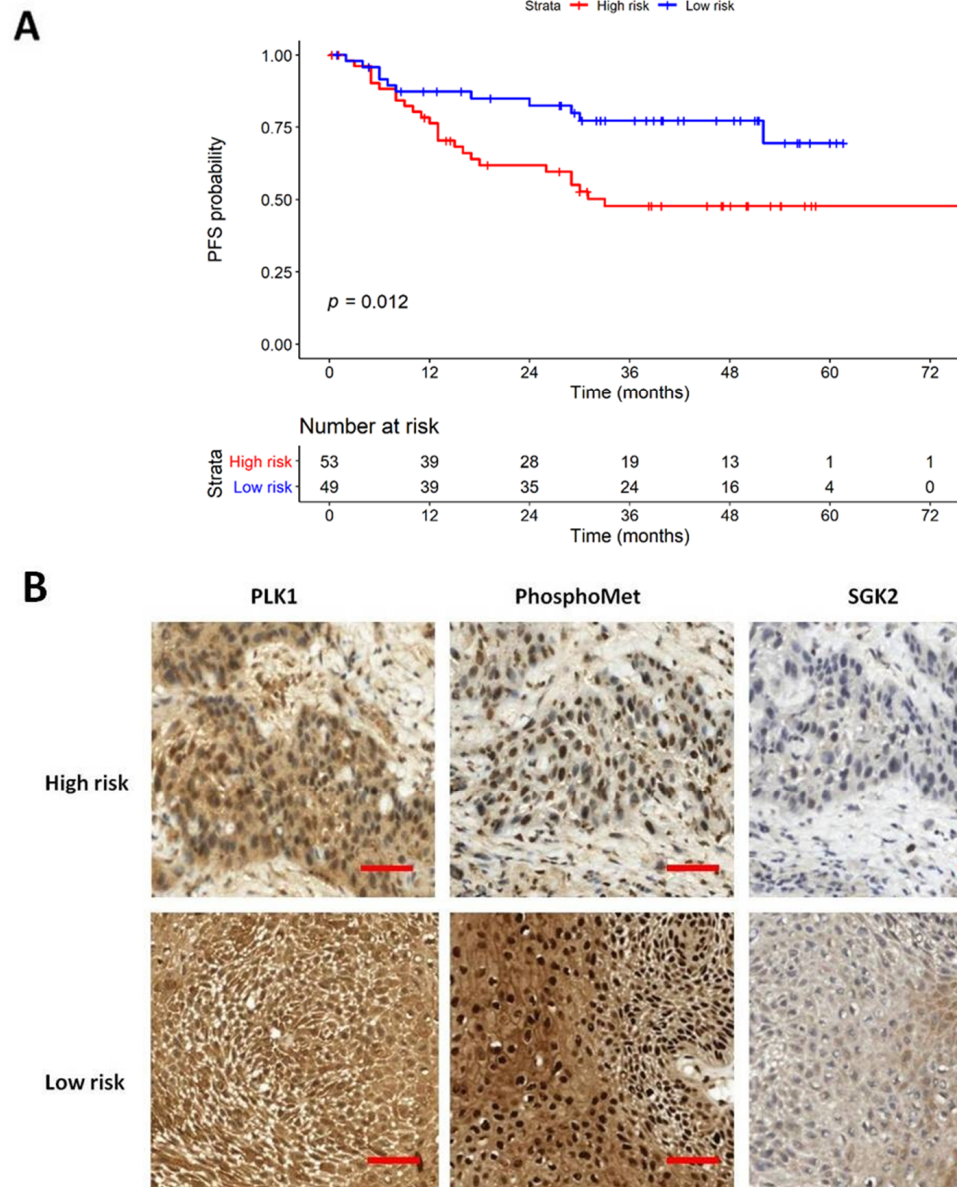 A
Strata High risk Low risk
1.00
0.75
0.50
0.25
0.00
PFS probability
p = 0.012
0 12 24 36 48 60 72
Time (months)
Number at risk
Strata
High risk 53 39 28 19 13 1 1
Low risk 49 39 35 24 16 4 0
0 12 24 36 48 60 72
Time (months)
B
PLK1 PhosphoMet SGK2
High risk
Low risk